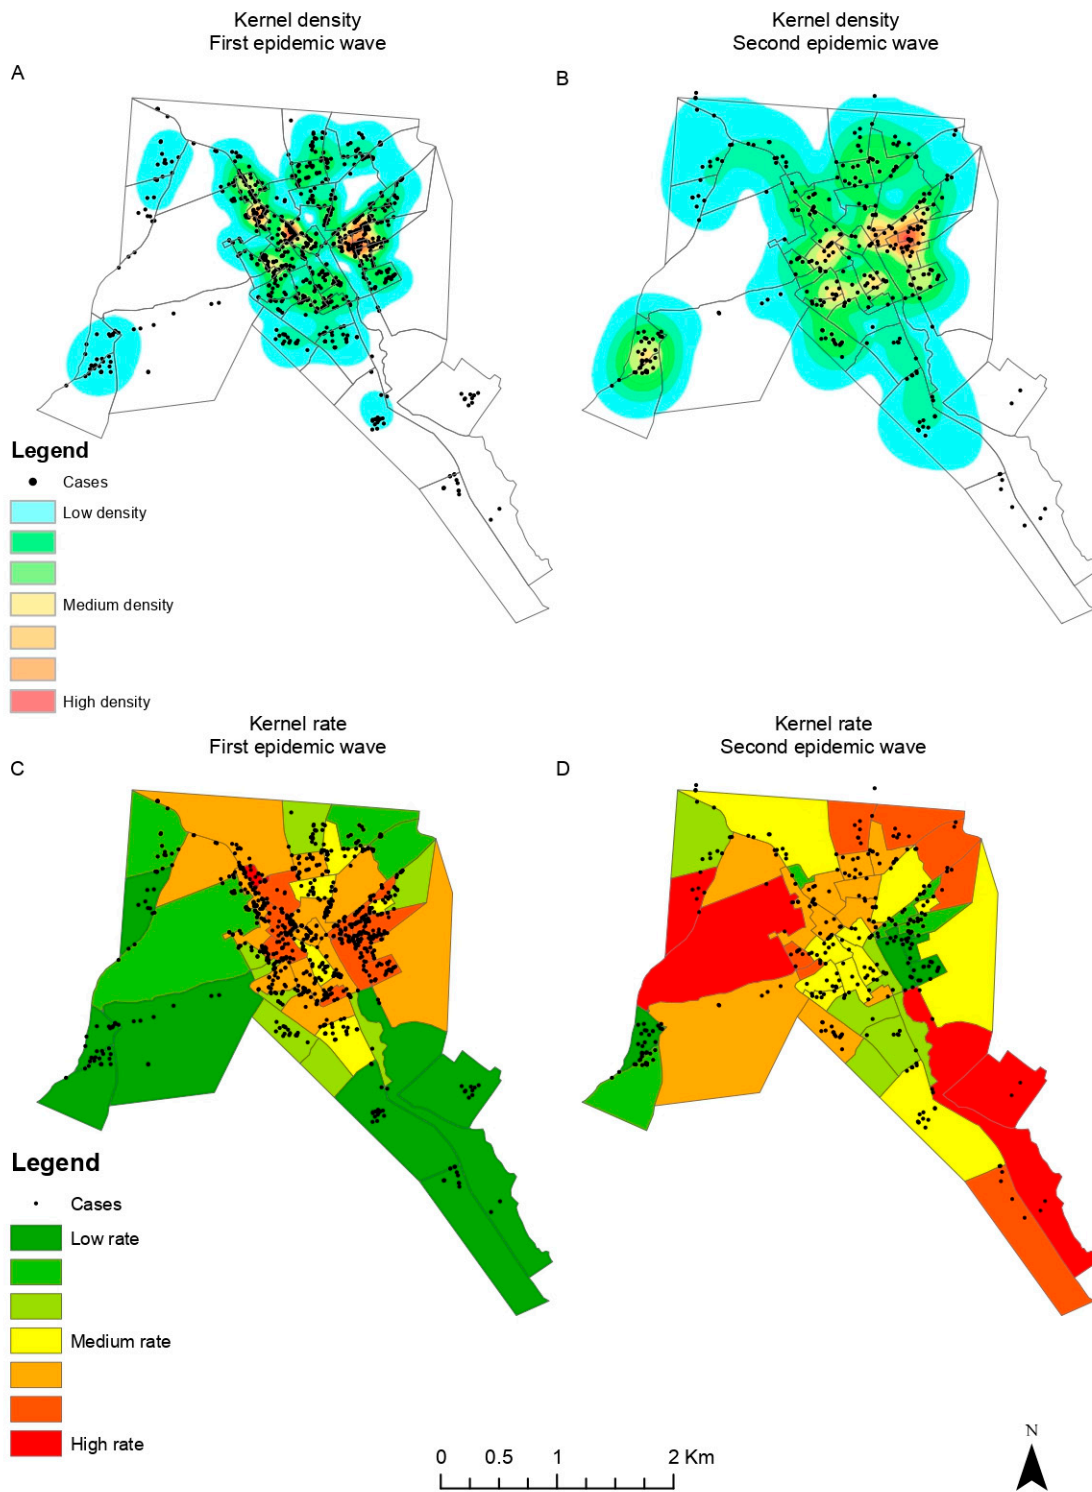 Kernel density
First epidemic wave
Kernel density
Second epidemic wave
A
B
Legend
Cases
Low density
Medium density
High density
Kernel rate
First epidemic wave
Kernel rate
Second epidemic wave
C
D
Legend
Cases
Low rate
Medium rate
High rate
0 0.5 1 2 Km
N